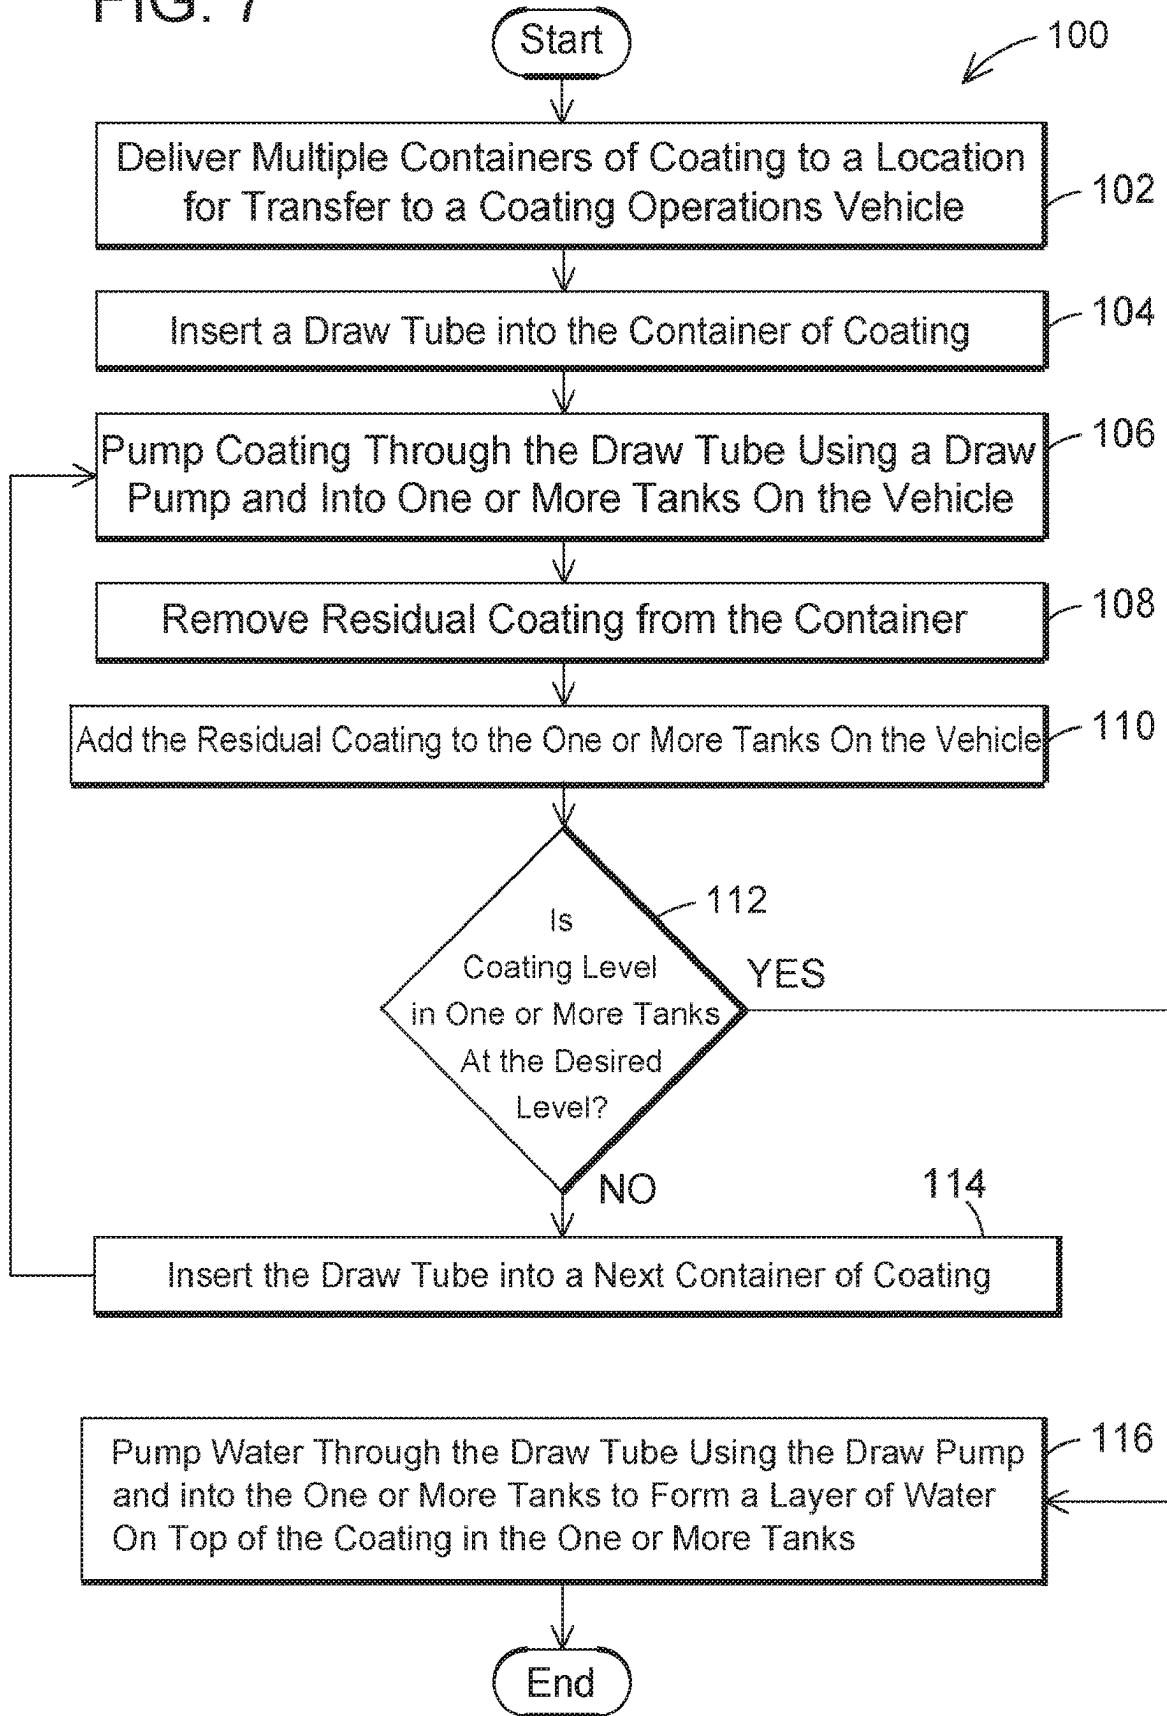 FIG. 7
Start
100
Deliver Multiple Containers of Coating to a Location
for Transfer to a Coating Operations Vehicle
102
Insert a Draw Tube into the Container of Coating
104
Pump Coating Through the Draw Tube Using a Draw
Pump and Into One or More Tanks On the Vehicle
106
Remove Residual Coating from the Container
108
Add the Residual Coating to the One or More Tanks On the Vehicle
110
Is
Coating Level
in One or More Tanks
At the Desired
Level?
112
YES
NO
114
Insert the Draw Tube into a Next Container of Coating
Pump Water Through the Draw Tube Using the Draw Pump
and into the One or More Tanks to Form a Layer of Water
On Top of the Coating in the One or More Tanks
116
End